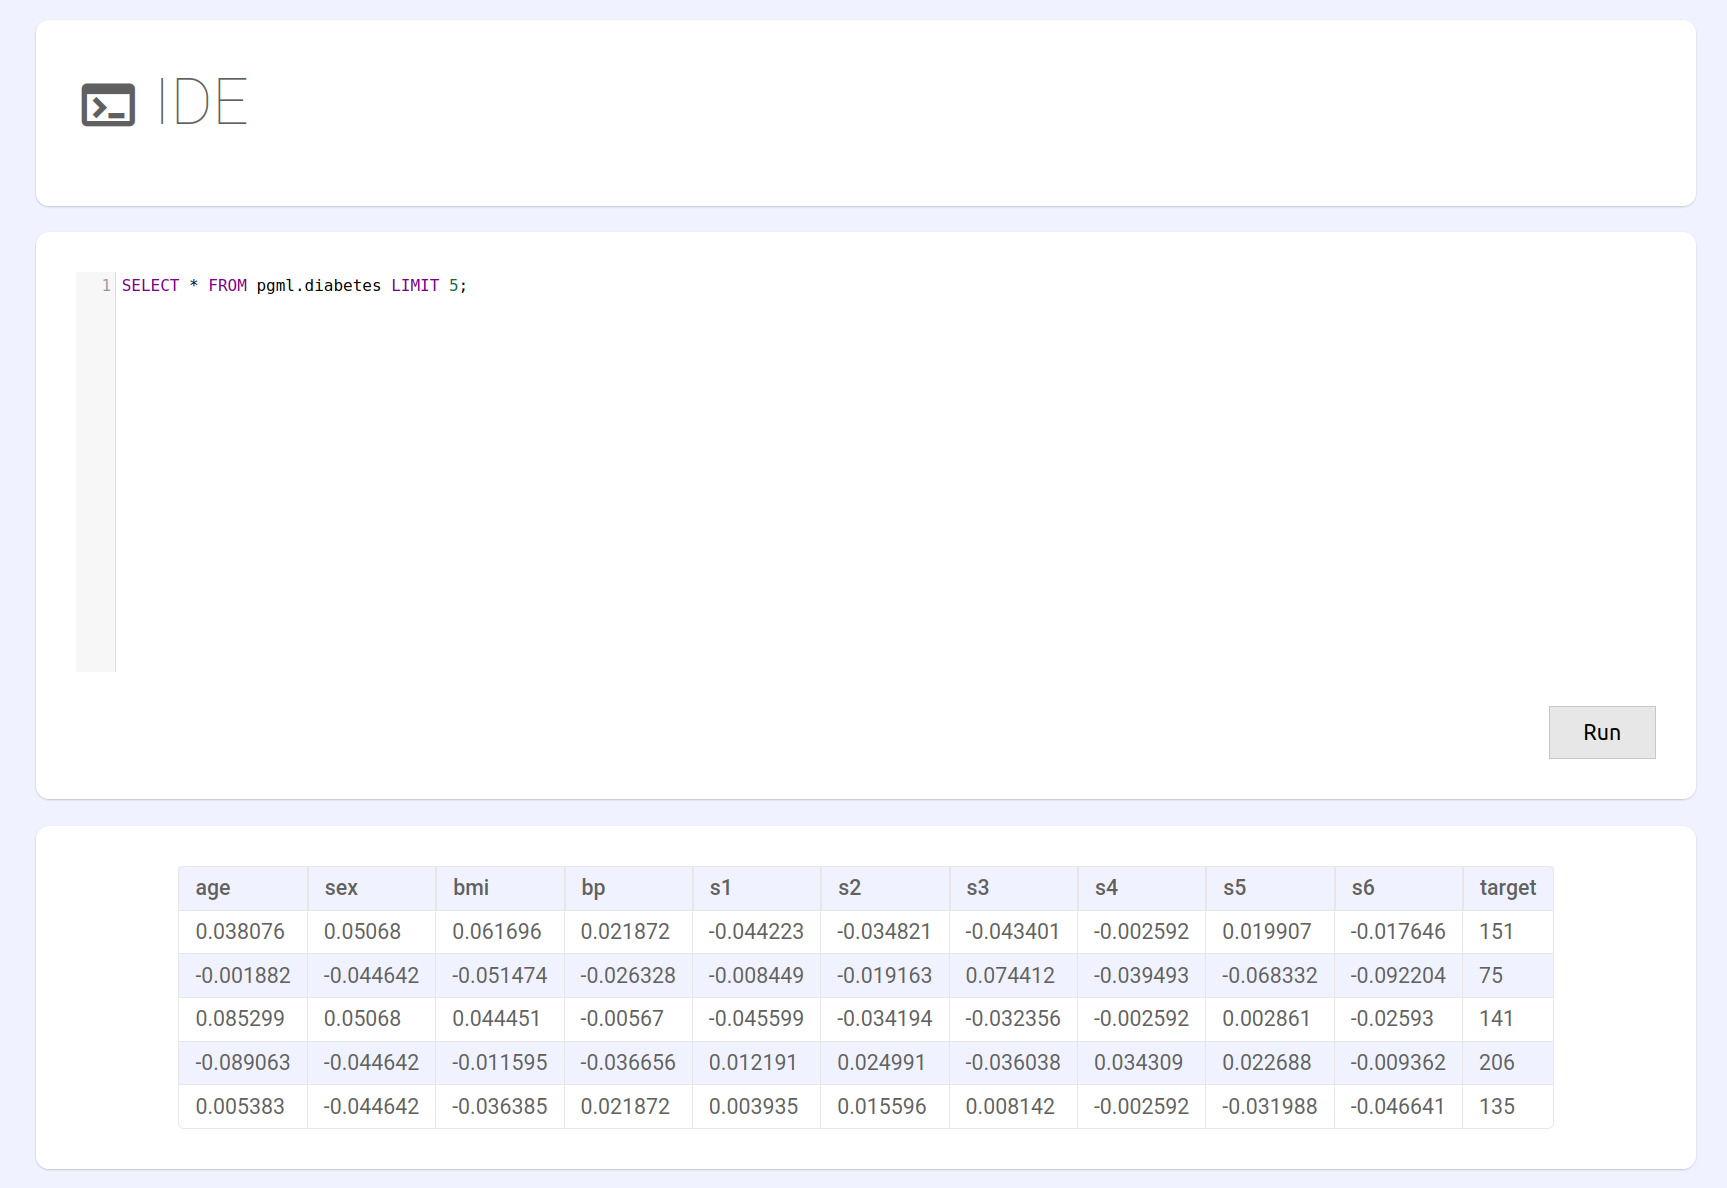 IDE
1 SELECT * FROM pgml.diabetes LIMIT 5;
Run
age sex bmi bp s1 s2 s3 s4 s5 s6 target
0.038076 0.05068 0.061696 0.021872 -0.044223 -0.034821 -0.043401 -0.002592 0.019907 -0.017646 151
-0.001882 -0.044642 -0.051474 -0.026328 -0.008449 -0.019163 0.074412 -0.039493 -0.068332 -0.092204 75
0.085299 0.05068 0.044451 -0.00567 -0.045599 -0.034194 -0.032356 -0.002592 0.002861 -0.02593 141
-0.089063 -0.044642 -0.011595 -0.036656 0.012191 0.024991 -0.036038 0.034309 0.022688 -0.009362 206
0.005383 -0.044642 -0.036385 0.021872 0.003935 0.015596 0.008142 -0.002592 -0.031988 -0.046641 135